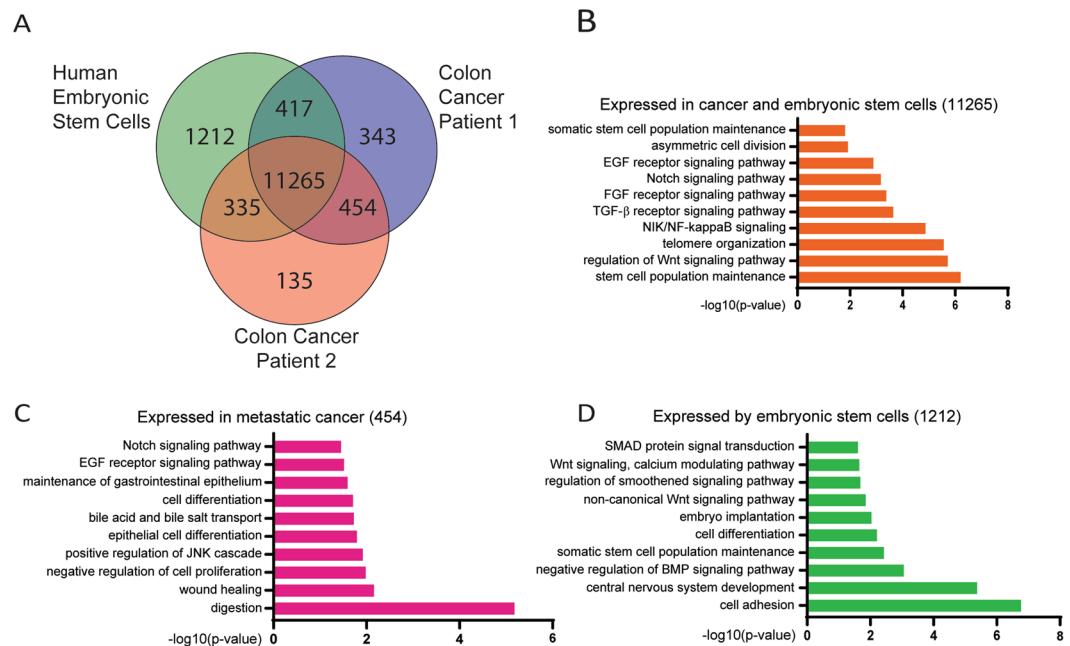 A
Human
Embryonic
Stem Cells
Colon
Cancer
Patient 1
417
1212
343
11265
335
454
135
Colon Cancer
Patient 2
B
Expressed in cancer and embryonic stem cells (11265)
somatic stem cell population maintenance
asymmetric cell division
EGF receptor signaling pathway
Notch signaling pathway
FGF receptor signaling pathway
TGF-β receptor signaling pathway
NIK/NF-kappaB signaling
telomere organization
regulation of Wnt signaling pathway
stem cell population maintenance
-log10(p-value) 0 2 4 6 8
C
Expressed in metastatic cancer (454)
Notch signaling pathway
EGF receptor signaling pathway
maintenance of gastrointestinal epithelium
cell differentiation
bile acid and bile salt transport
epithelial cell differentiation
positive regulation of JNK cascade
negative regulation of cell proliferation
wound healing
digestion
-log10(p-value) 0 2 4 6
D
Expressed by embryonic stem cells (1212)
SMAD protein signal transduction
Wnt signaling, calcium modulating pathway
regulation of smoothened signaling pathway
non-canonical Wnt signaling pathway
embryo implantation
cell differentiation
somatic stem cell population maintenance
negative regulation of BMP signaling pathway
central nervous system development
cell adhesion
-log10(p-value) 0 2 4 6 8